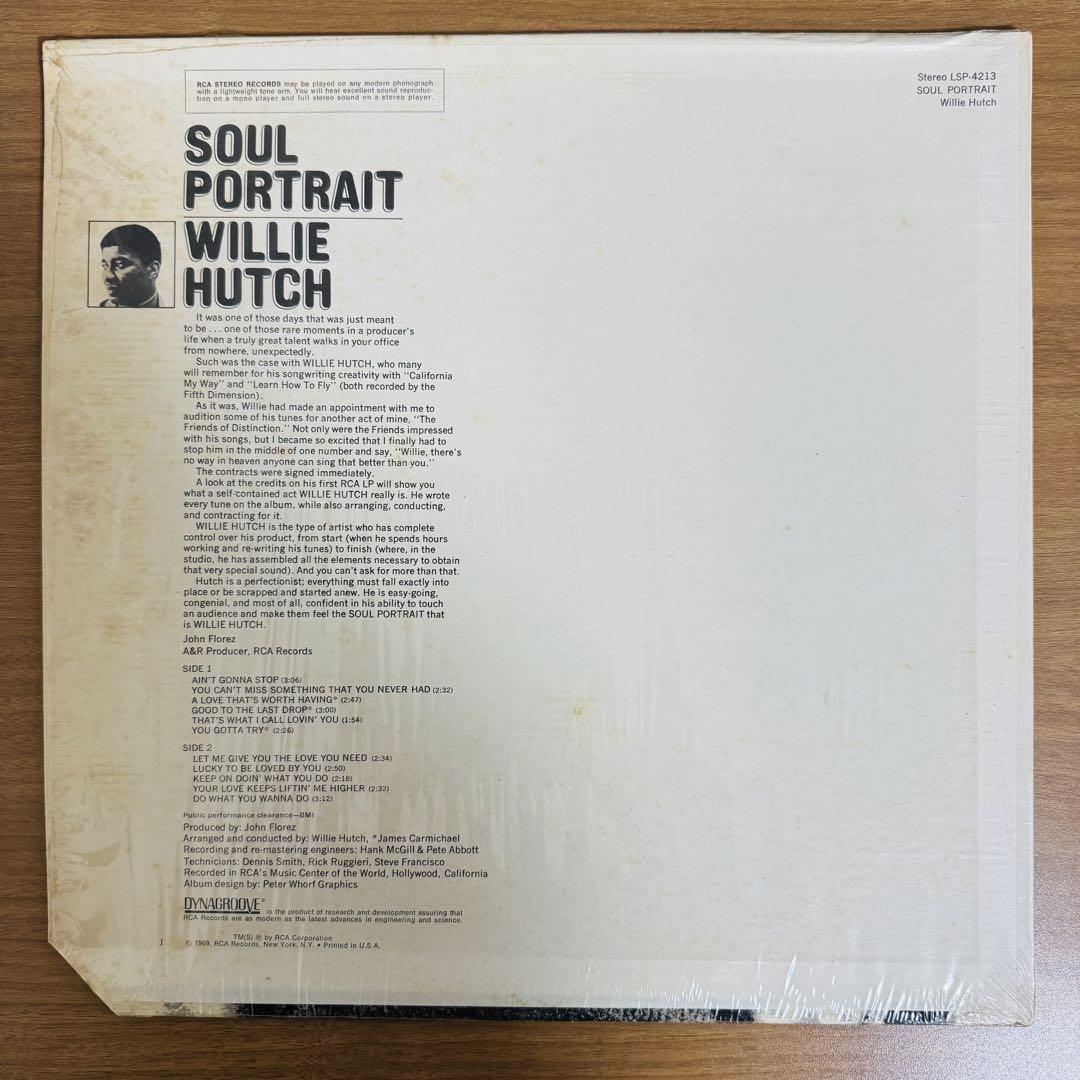 RCA STEREO RECORDS may be played on any modern phonograph
with a lightweight tone arm. You will hear excellent sound reproduc-
tion on a mono player and full stereo sound on a stereo player.
Stereo LSP-4213
SOUL PORTRAIT
Willie Hutch
SOUL
PORTRAIT
WILLIE
HUTCH
It was one of those days that was just meant
to be . . . one of those rare moments in a producer's
life when a truly great talent walks in your office
from nowhere, unexpectedly.
Such was the case with WILLIE HUTCH, who many
will remember for his songwriting creativity with "California
My Way" and "Learn How To Fly" (both recorded by the
Fifth Dimension).
As it was, Willie had made an appointment with me to
audition some of his tunes for another act of mine, "The
Friends of Distinction." Not only were the Friends impressed
with his songs, but I became so excited that I finally had to
stop him in the middle of one number and say, "Willie, there's
no way in heaven anyone can sing that better than you."
The contracts were signed immediately.
A look at the credits on his first RCA LP will show you
what a self-contained act WILLIE HUTCH really is. He wrote
every tune on the album, while also arranging, conducting,
and contracting for it.
WILLIE HUTCH is the type of artist who has complete
control over his product, from start (when he spends hours
working and re-writing his tunes) to finish (where, in the
studio, he has assembled all the elements necessary to obtain
that very special sound). And you can't ask for more than that.
Hutch is a perfectionist; everything must fall exactly into
place or be scrapped and started anew. He is easy-going,
congenial, and most of all, confident in his ability to touch
an audience and make them feel the SOUL PORTRAIT that
is WILLIE HUTCH.
John Florez
A&R Producer, RCA Records
SIDE 1
AIN'T GONNA STOP (3:06)
YOU CAN'T MISS SOMETHING THAT YOU NEVER HAD (2:32)
A LOVE THAT'S WORTH HAVING* (2:47)
GOOD TO THE LAST DROP* (3:00)
THAT'S WHAT I CALL LOVIN' YOU (1:54)
YOU GOTTA TRY* (2:26)
SIDE 2
LET ME GIVE YOU THE LOVE YOU NEED (2:34)
LUCKY TO BE LOVED BY YOU (2:50)
KEEP ON DOIN' WHAT YOU DO (2:18)
YOUR LOVE KEEPS LIFTIN' ME HIGHER (2:32)
DO WHAT YOU WANNA DO (3:12)
Public performance clearance—BMI
Produced by: John Florez
Arranged and conducted by: Willie Hutch, *James Carmichael
Recording and re-mastering engineers: Hank McGill & Pete Abbott
Technicians: Dennis Smith, Rick Ruggieri, Steve Francisco
Recorded in RCA's Music Center of the World, Hollywood, California
Album design by: Peter Whorf Graphics
DYNAGROOVE® is the product of research and development assuring that
RCA Records are as modern as the latest advances in engineering and science.
TM(S) ® by RCA Corporation
1 © 1969, RCA Records, New York, N.Y. • Printed in U.S.A.